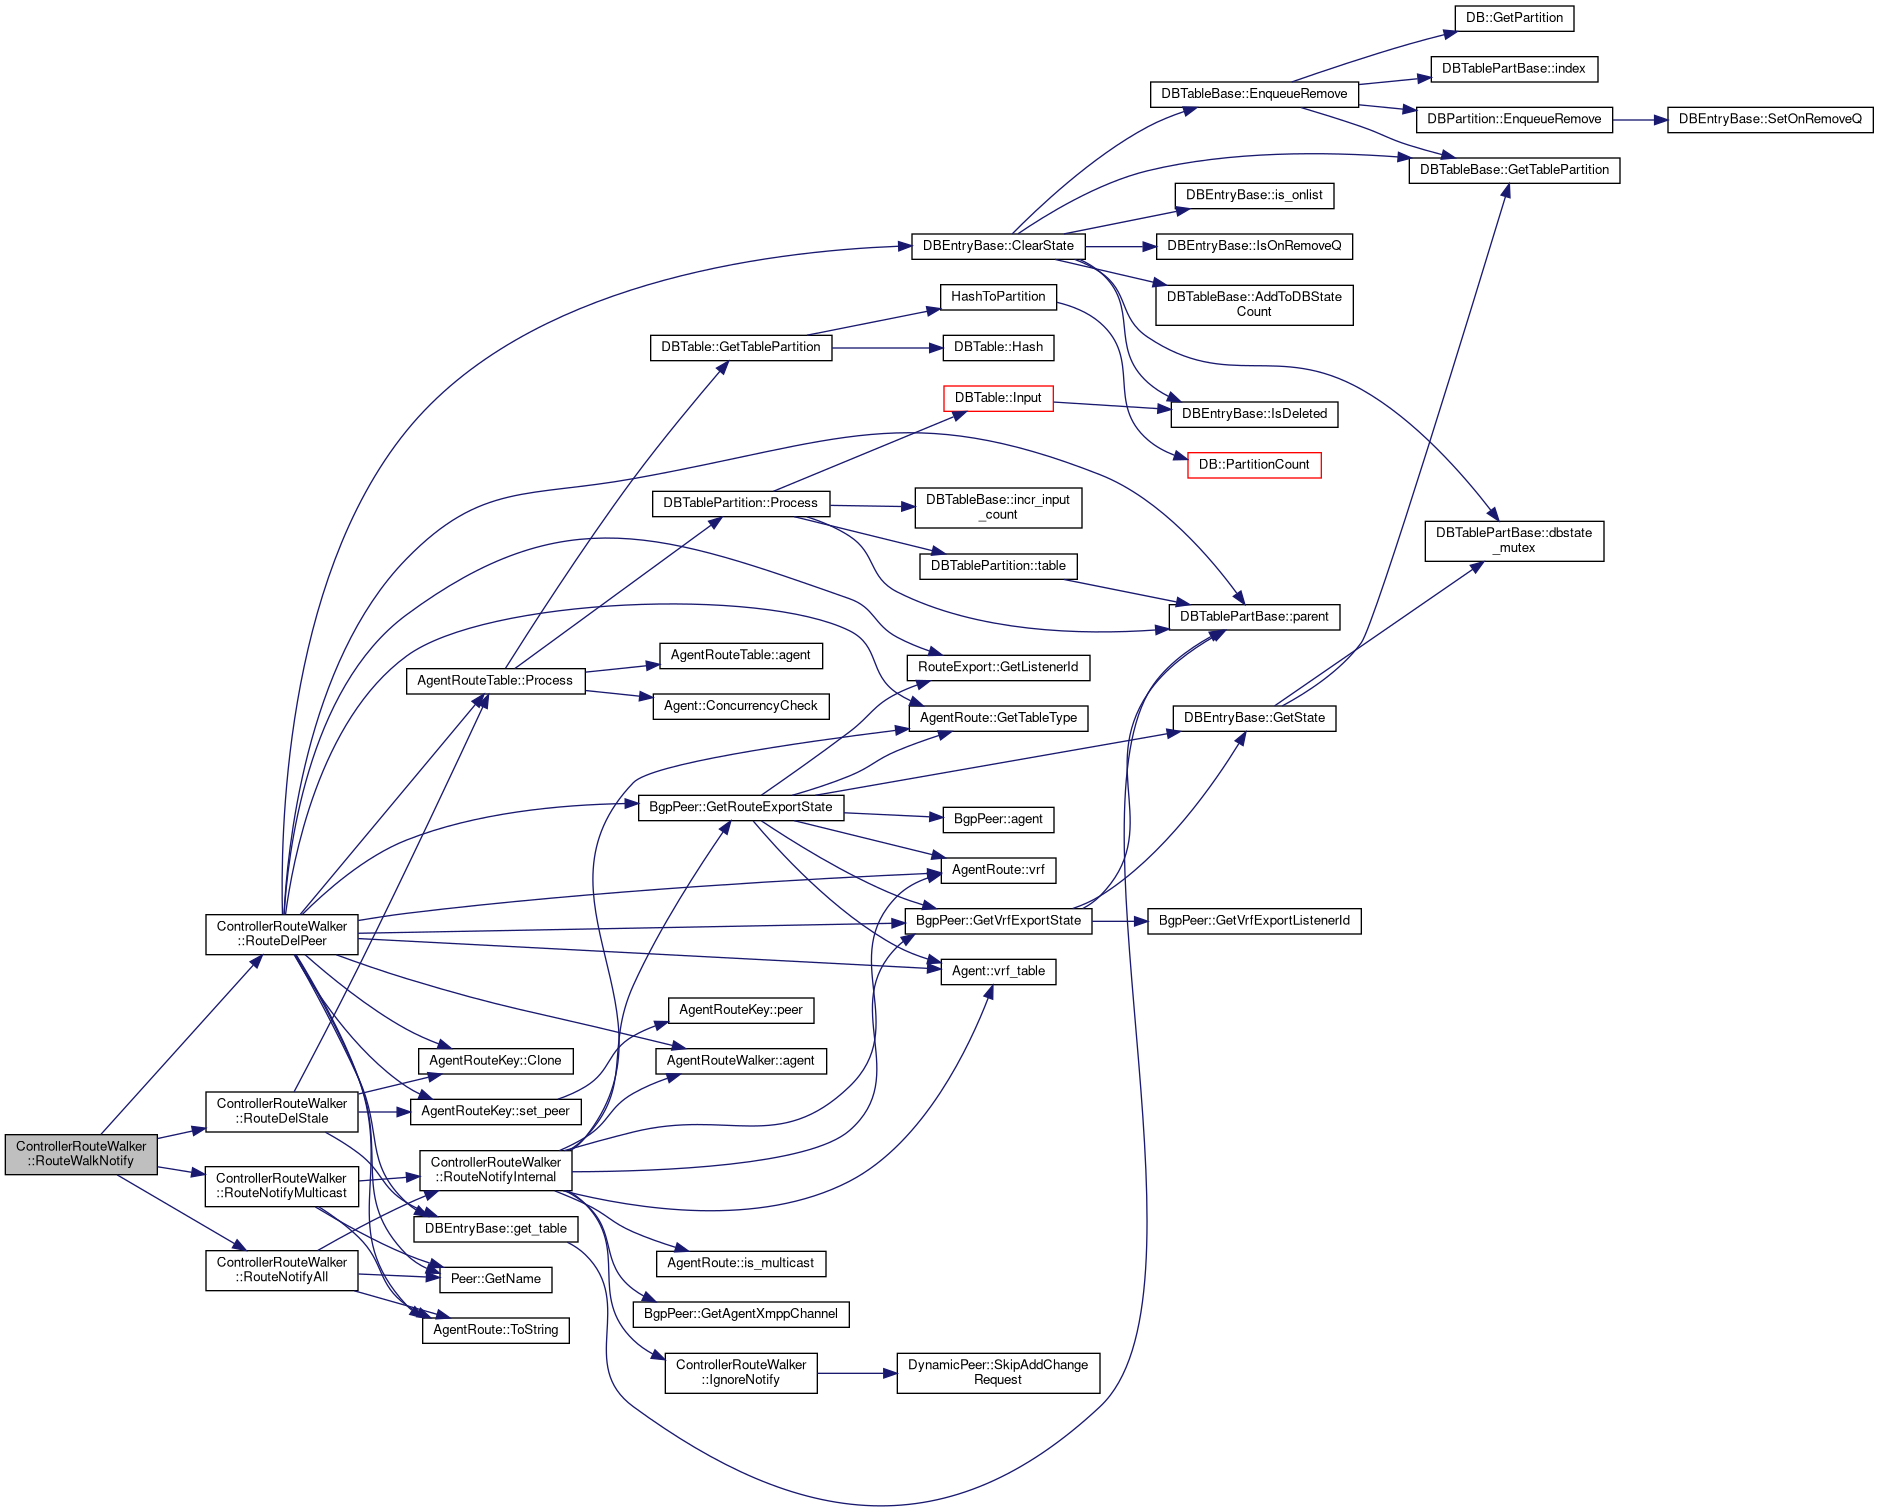 DB::GetPartition
DBTablePartBase::index
DBTableBase::EnqueueRemove
DBPartition::EnqueueRemove
DBEntryBase::SetOnRemoveQ
DBTableBase::GetTablePartition
DBEntryBase::is_onlist
DBEntryBase::ClearState
DBEntryBase::IsOnRemoveQ
DBTableBase::AddToDBState
Count
HashToPartition
DBTable::GetTablePartition
DBTable::Hash
DBTable::Input
DBEntryBase::IsDeleted
DB::PartitionCount
DBTablePartition::Process
DBTableBase::incr_input
_count
DBTablePartBase::dbstate
_mutex
DBTablePartition::table
DBTablePartBase::parent
AgentRouteTable::agent
RouteExport::GetListenerId
AgentRouteTable::Process
Agent::ConcurrencyCheck
AgentRoute::GetTableType
DBEntryBase::GetState
BgpPeer::GetRouteExportState
BgpPeer::agent
AgentRoute::vrf
BgpPeer::GetVrfExportState
BgpPeer::GetVrfExportListenerId
ControllerRouteWalker
::RouteDelPeer
Agent::vrf_table
AgentRouteKey::peer
AgentRouteKey::Clone
AgentRouteWalker::agent
ControllerRouteWalker
::RouteDelStale
AgentRouteKey::set_peer
ControllerRouteWalker
::RouteWalkNotify
ControllerRouteWalker
::RouteNotifyMulticast
ControllerRouteWalker
::RouteNotifyInternal
DBEntryBase::get_table
ControllerRouteWalker
::RouteNotifyAll
AgentRoute::is_multicast
Peer::GetName
BgpPeer::GetAgentXmppChannel
AgentRoute::ToString
ControllerRouteWalker
::IgnoreNotify
DynamicPeer::SkipAddChange
Request